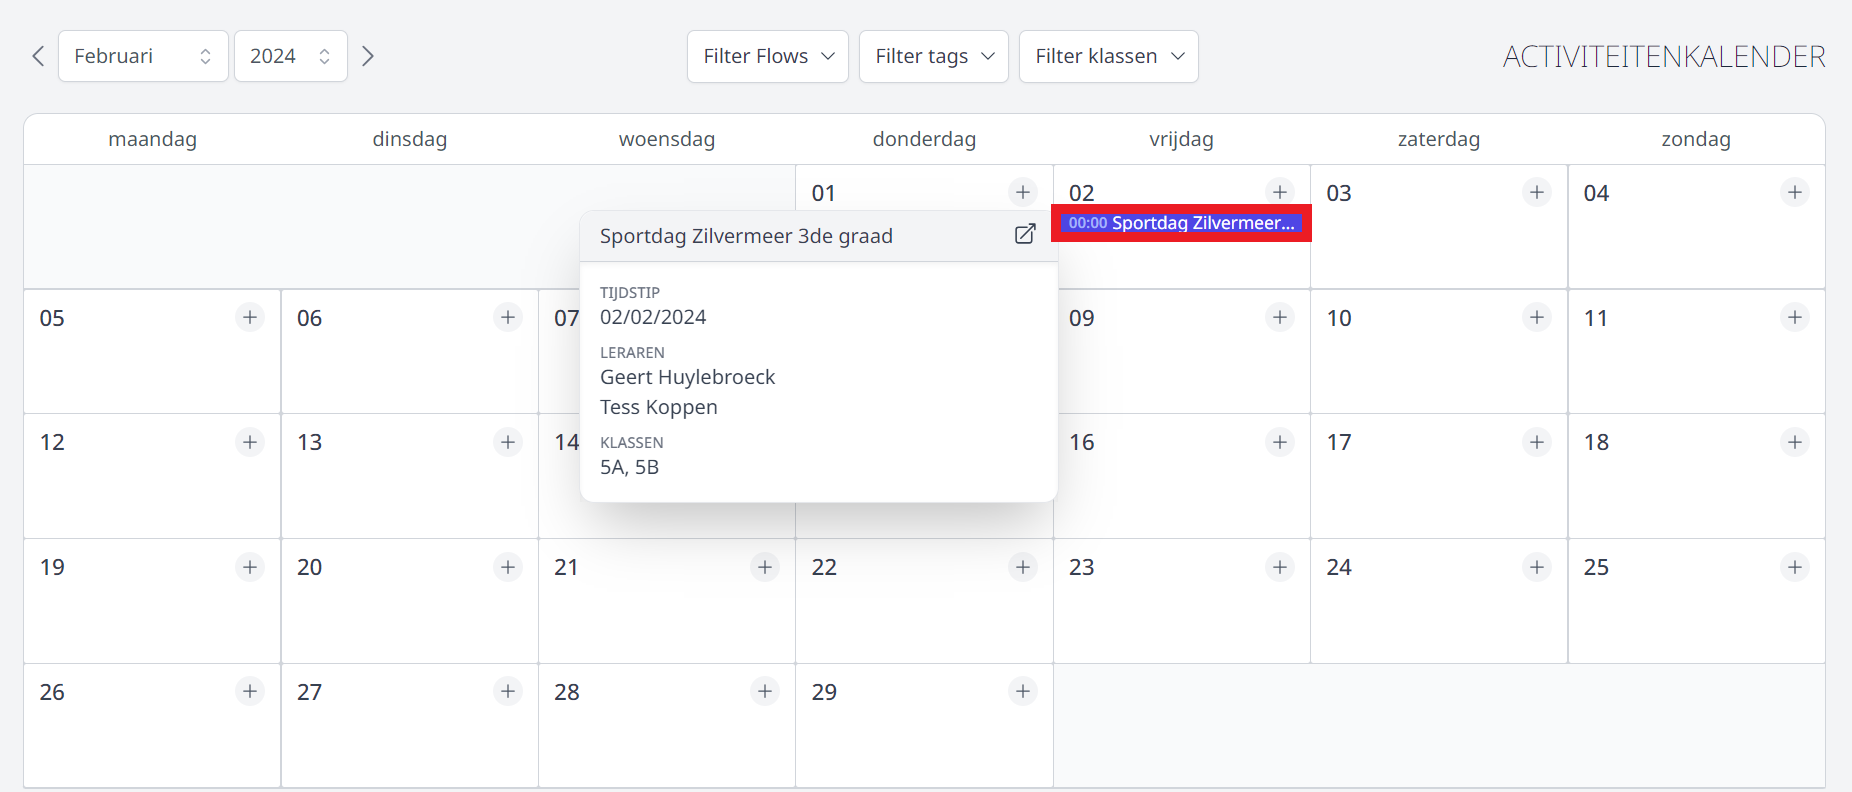 Februari 2024 Filter Flows Filter tags Filter klassen ACTIVITEITENKALENDER
maandag dinsdag woensdag donderdag vrijdag zaterdag zondag
01 02 03 04
00:00 Sportdag Zilvermeer...
Sportdag Zilvermeer 3de graad
TIJDSTIP
02/02/2024
LERAREN
Geert Huylebroeck
Tess Koppen
KLASSEN
5A, 5B
05 06 07 09 10 11
12 13 14 16 17 18
19 20 21 22 23 24 25
26 27 28 29